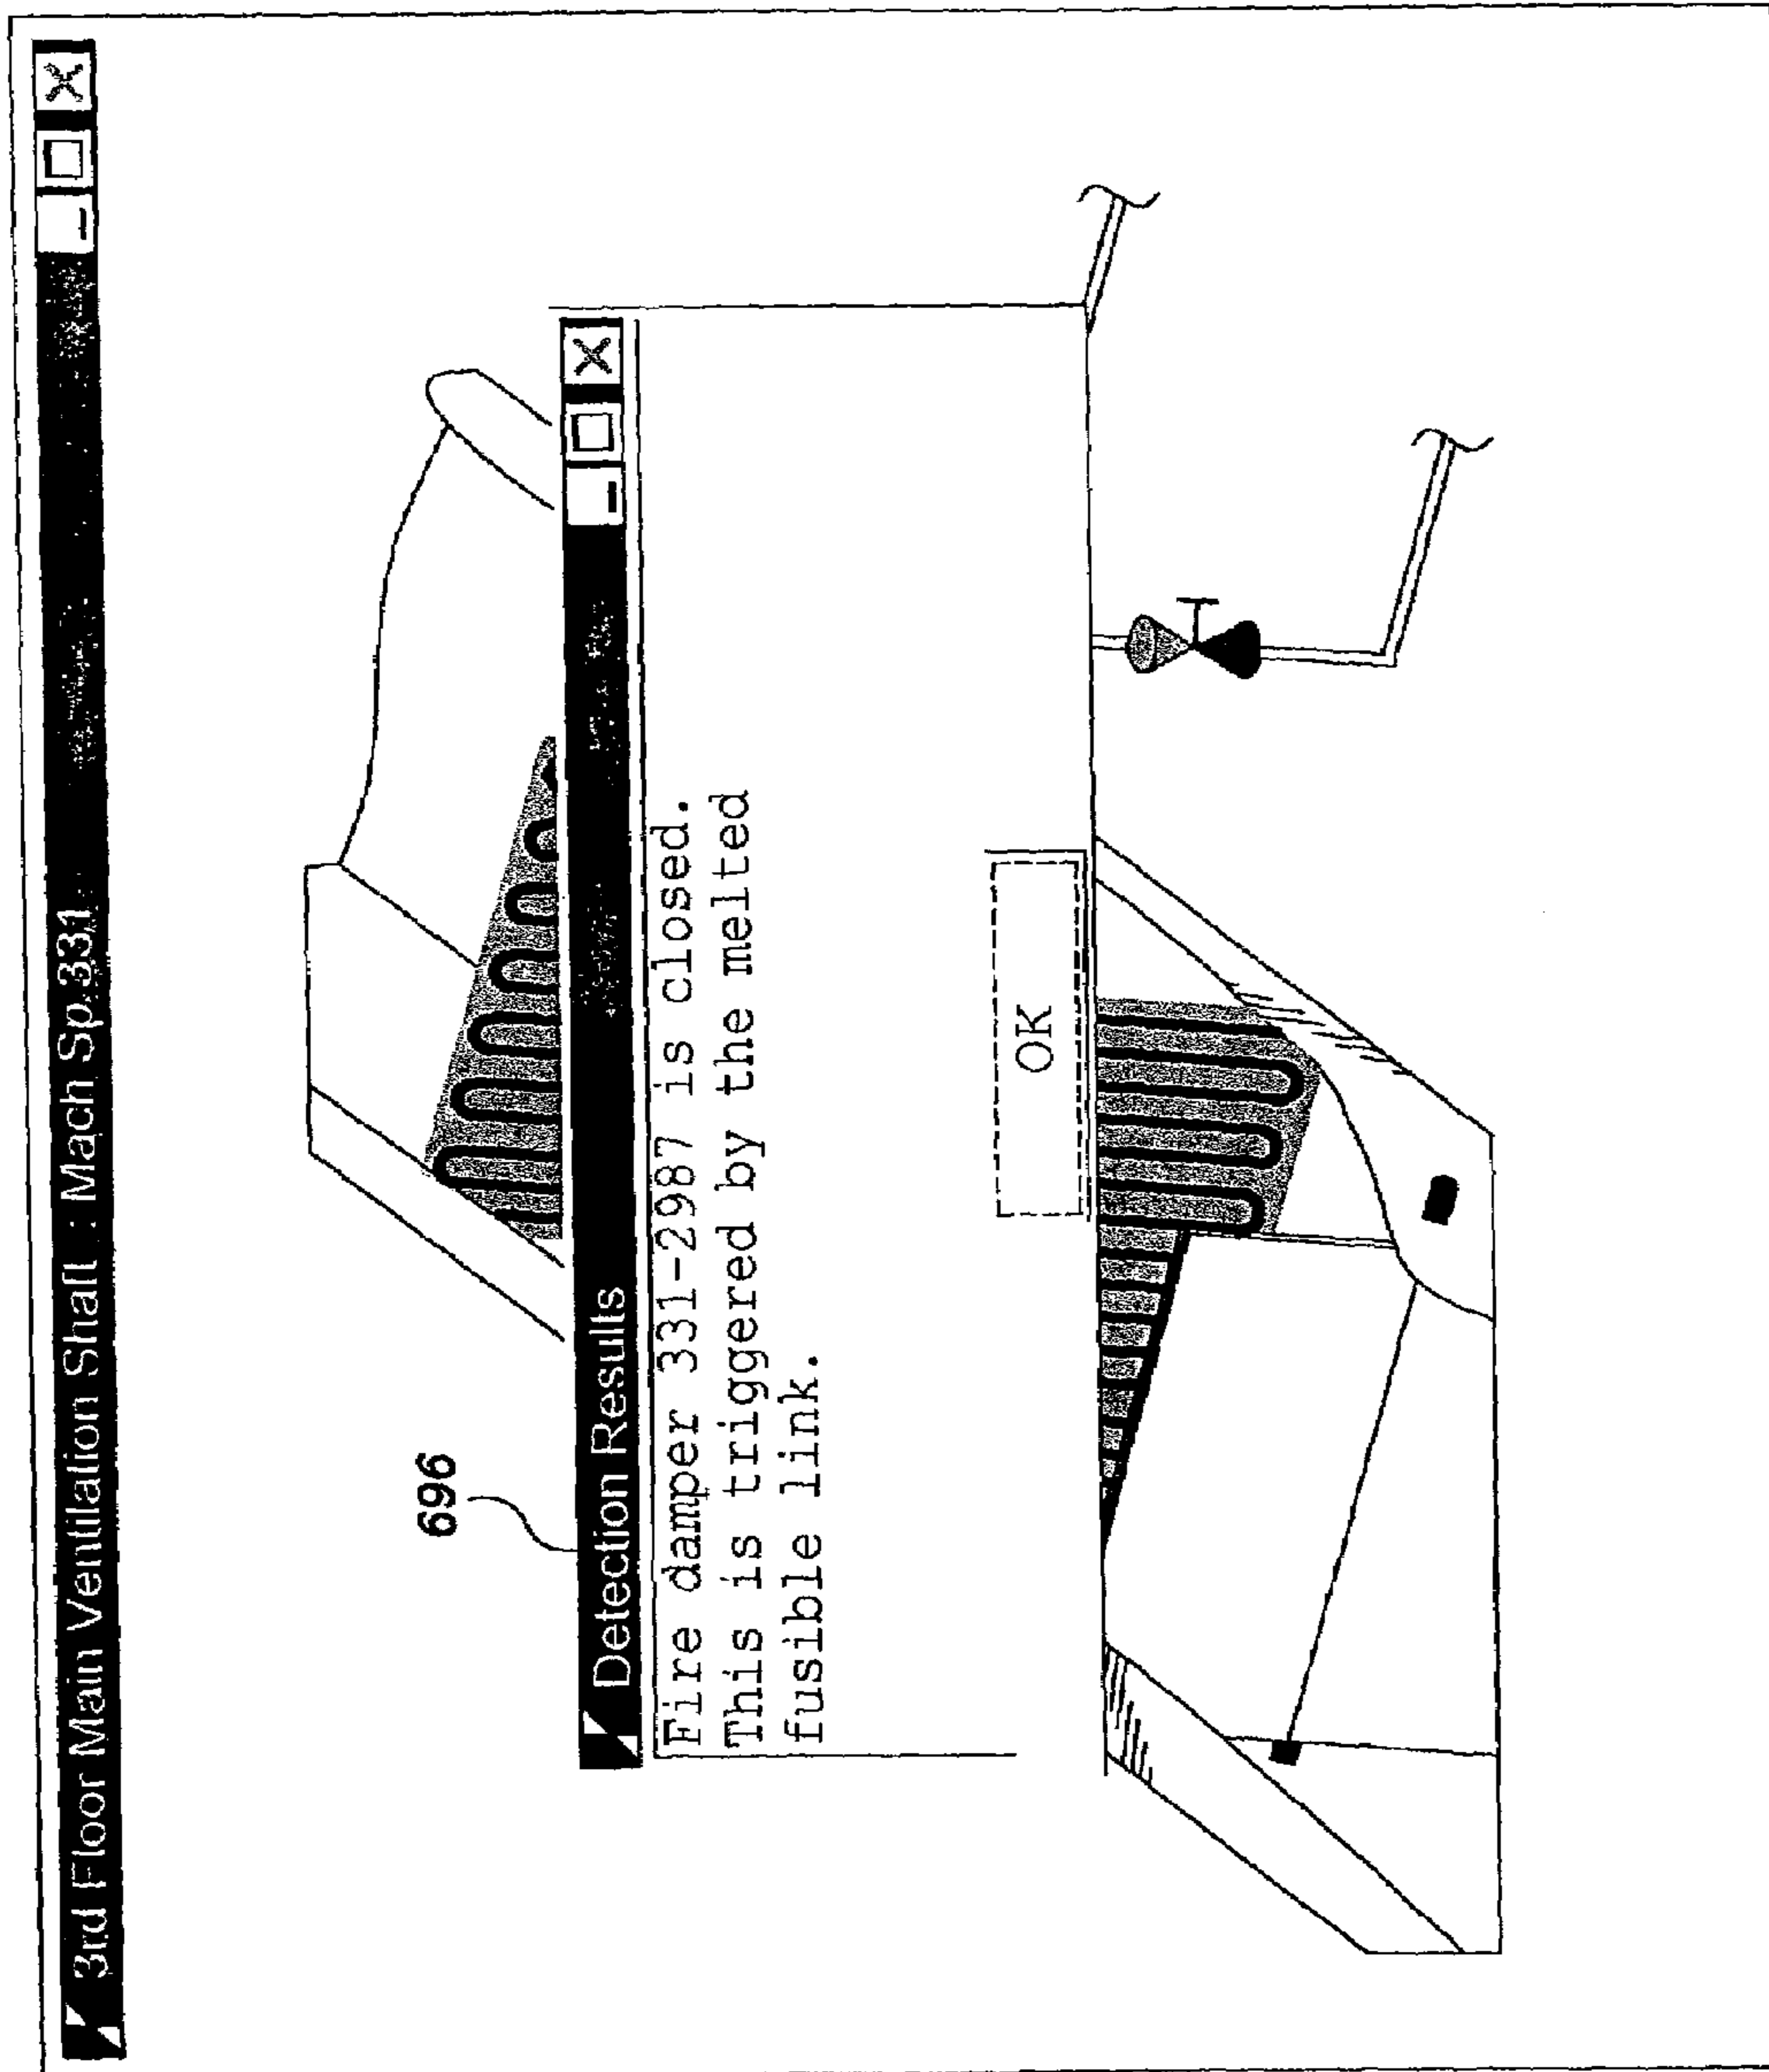 3rd Floor Main Ventilation Shaft : Mach Sp.331
696
Detection Results
Fire damper 331-2987 is closed.
This is triggered by the melted
fusible link.
OK